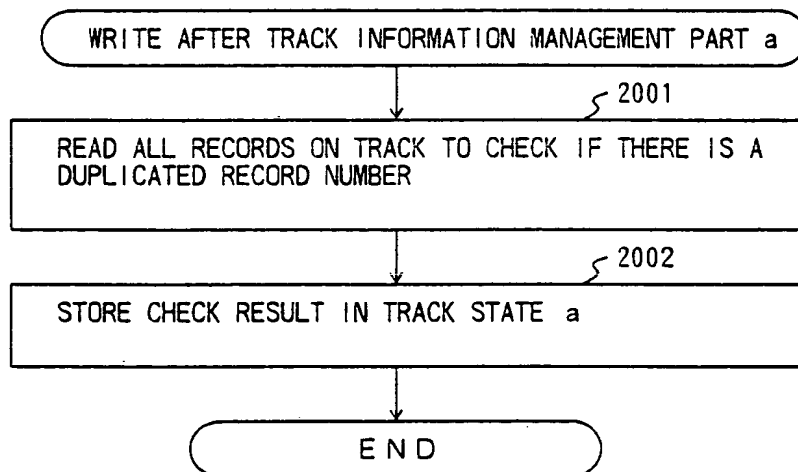 WRITE AFTER TRACK INFORMATION MANAGEMENT PART a
2001
READ ALL RECORDS ON TRACK TO CHECK IF THERE IS A
DUPLICATED RECORD NUMBER
2002
STORE CHECK RESULT IN TRACK STATE a
END